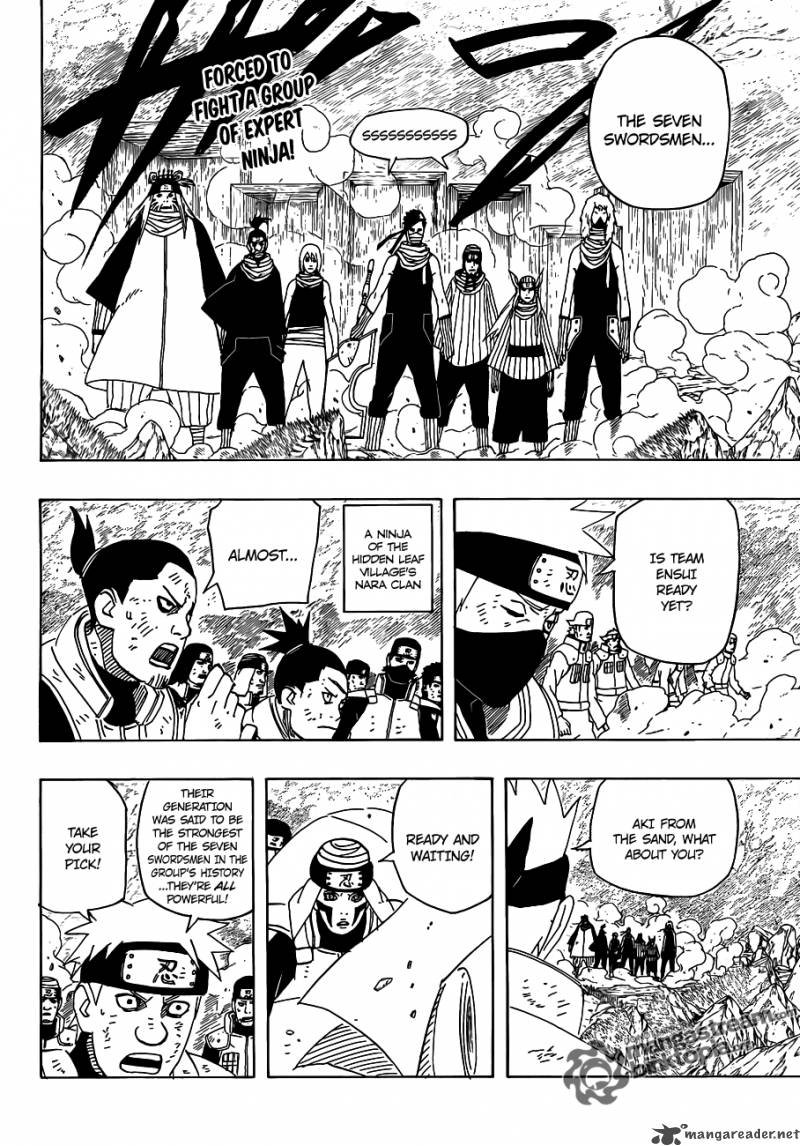 THE SEVEN
SWORDSMEN...
SSSSSSSSSSS
FORCED TO
FIGHT A GROUP
OF EXPERT
NINJA!
IS TEAM
ENSUI
READY
YET?
A NINJA
OF THE
HIDDEN LEAF
VILLAGE'S
NARA CLAN
ALMOST...
忍
AKI FROM
THE SAND, WHAT
ABOUT YOU?
READY AND
WAITING!
忍
THEIR
GENERATION
WAS SAID TO BE
THE STRONGEST
OF THE SEVEN
SWORDSMEN IN THE
GROUP'S HISTORY
...THEY'RE ALL
POWERFUL!
TAKE
YOUR
PICK!
忍
mangareader.net